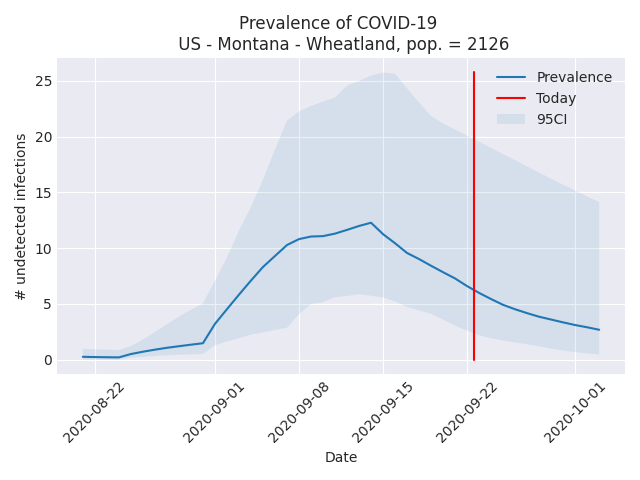 Prevalence of COVID-19
US - Montana - Wheatland, pop. = 2126
Prevalence
Today
95CI
# undetected infections
25
20
15
10
5
0
2020-08-22
2020-09-01
2020-09-08
2020-09-15
2020-09-22
2020-10-01
Date